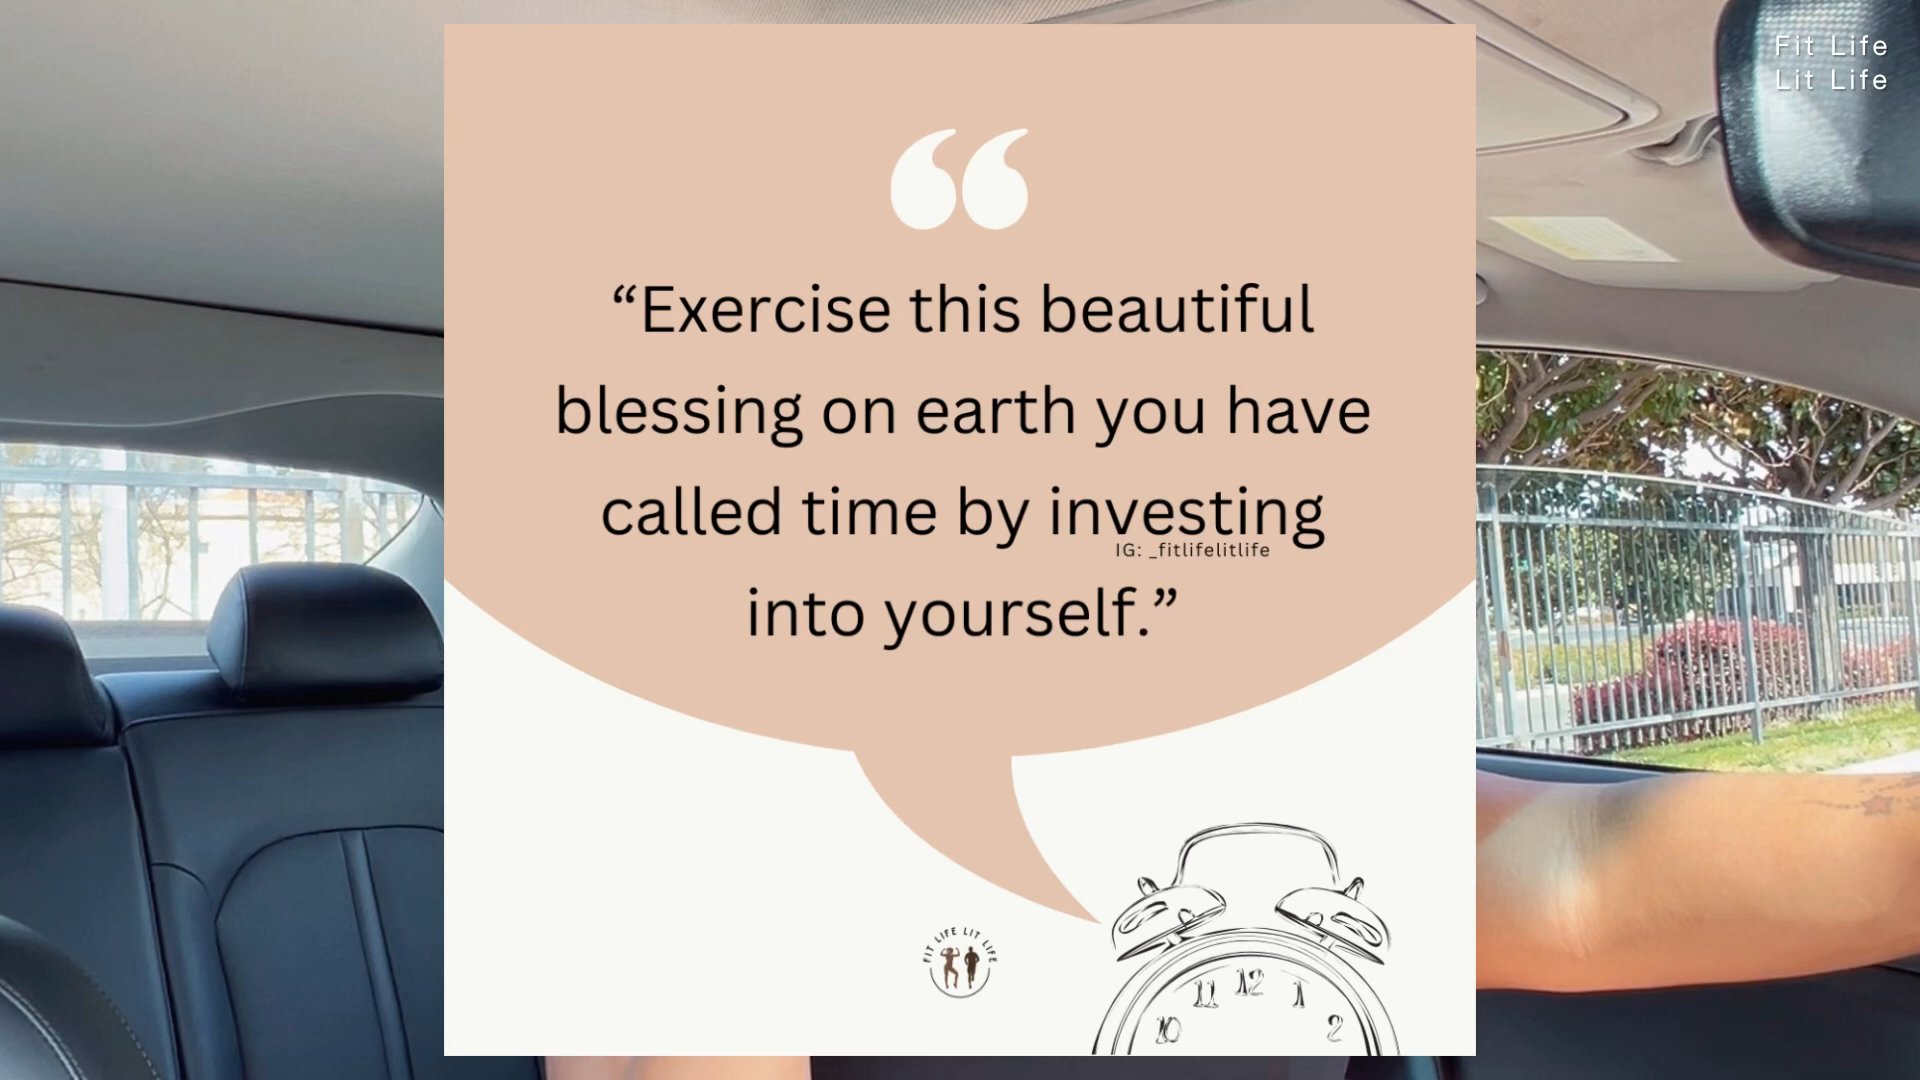 Fit Life
Lit Life
“Exercise this beautiful
blessing on earth you have
called time by investing
IG: _fitlifelitlife
into yourself.”
FIT LIFE LIT LIFE
10 11 12 1 2